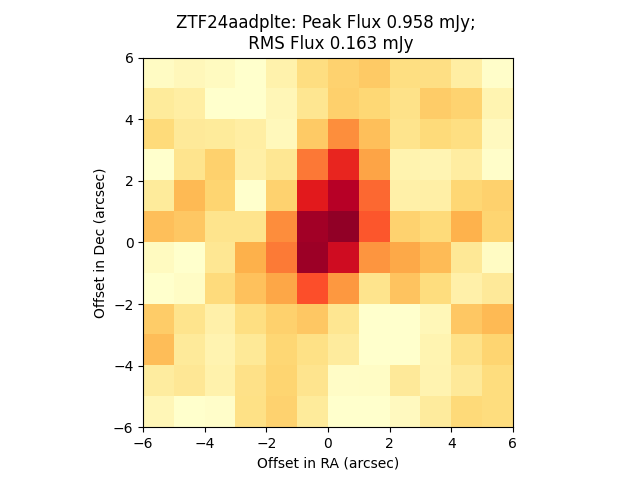 ZTF24aadplte: Peak Flux 0.958 mJy;
RMS Flux 0.163 mJy
6
4
2
0
−2
−4
−6
Offset in Dec (arcsec)
−6 −4 −2 0 2 4 6
Offset in RA (arcsec)